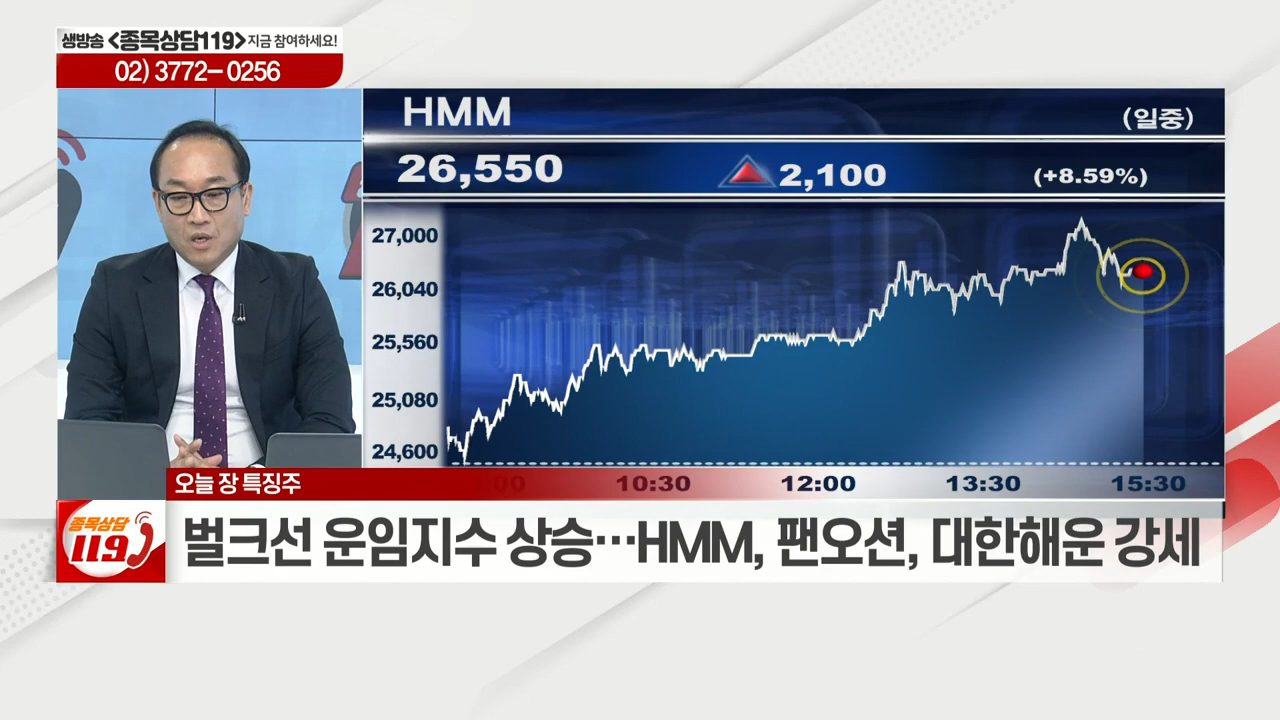 생방송 <종목상담119> 지금 참여하세요!
02) 3772-0256
HMM
(일중)
26,550 2,100 (+8.59%)
27,000
26,040
25,560
25,080
24,600
:00 10:30 12:00 13:30 15:30
오늘 장 특징주
종목상담
119
벌크선 운임지수 상승…HMM, 팬오션, 대한해운 강세